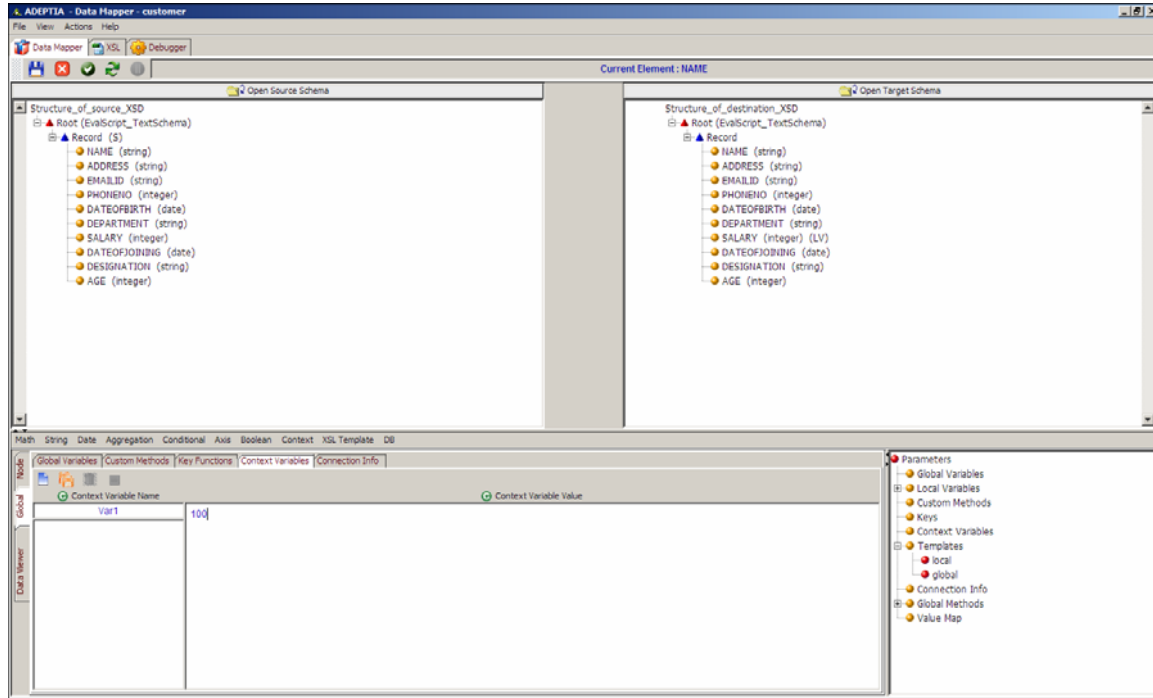 ADEPTIA - Data Mapper - customer
File View Actions Help
Data Mapper XSL Debugger
Current Element : NAME
Open Source Schema
Open Target Schema
Structure_of_source_XSD
Root (EvalScript_TextSchema)
Record (S)
NAME (string)
ADDRESS (string)
EMAILID (string)
PHONENO (integer)
DATEOFBIRTH (date)
DEPARTMENT (string)
SALARY (integer)
DATEOFJOINING (date)
DESIGNATION (string)
AGE (integer)
Structure_of_destination_XSD
Root (EvalScript_TextSchema)
Record
NAME (string)
ADDRESS (string)
EMAILID (string)
PHONENO (integer)
DATEOFBIRTH (date)
DEPARTMENT (string)
SALARY (integer) (LV)
DATEOFJOINING (date)
DESIGNATION (string)
AGE (integer)
Math String Date Aggregation Conditional Axis Boolean Context XSL Template DB
Node
Global
Data Viewer
Global Variables Custom Methods Key Functions Context Variables Connection Info
Context Variable Name Context Variable Value
Var1 100
Parameters
Global Variables
Local Variables
Custom Methods
Keys
Context Variables
Templates
local
global
Connection Info
Global Methods
Value Map